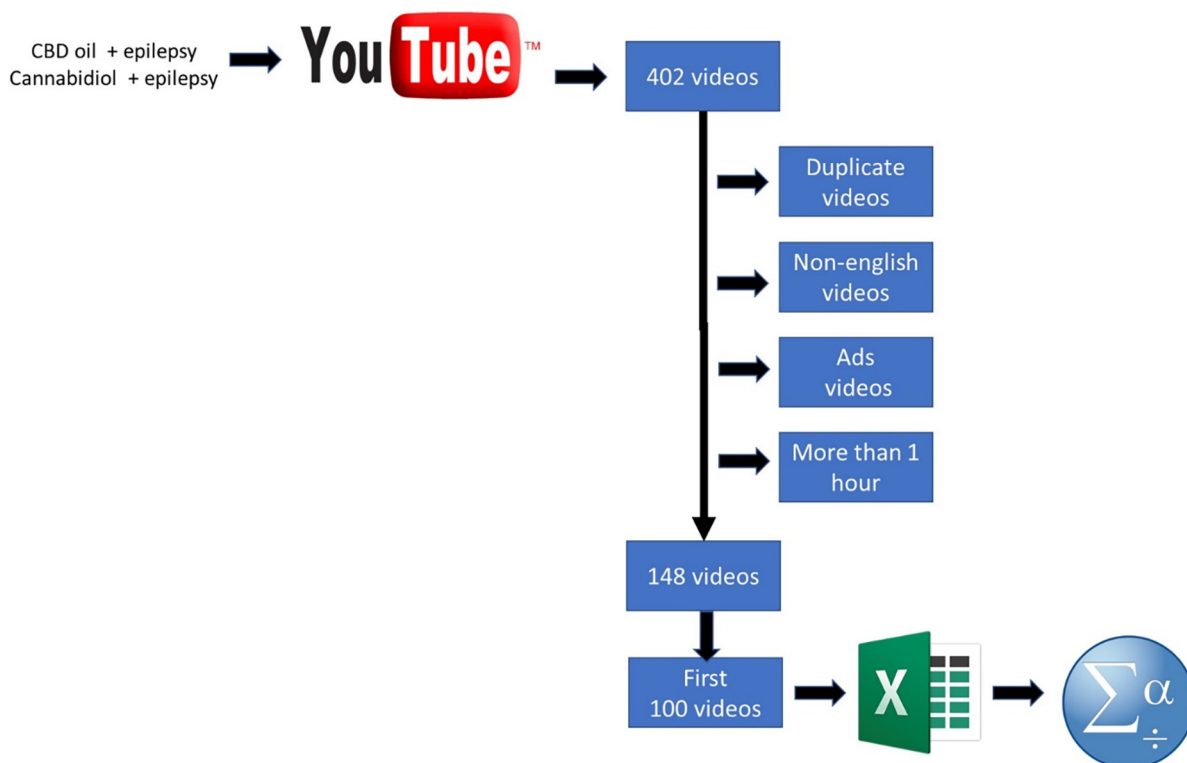 CBD oil + epilepsy
Cannabidiol + epilepsy
YouTube™
402 videos
Duplicate
videos
Non-english
videos
Ads
videos
More than 1
hour
148 videos
First
100 videos
X
Σ α
÷